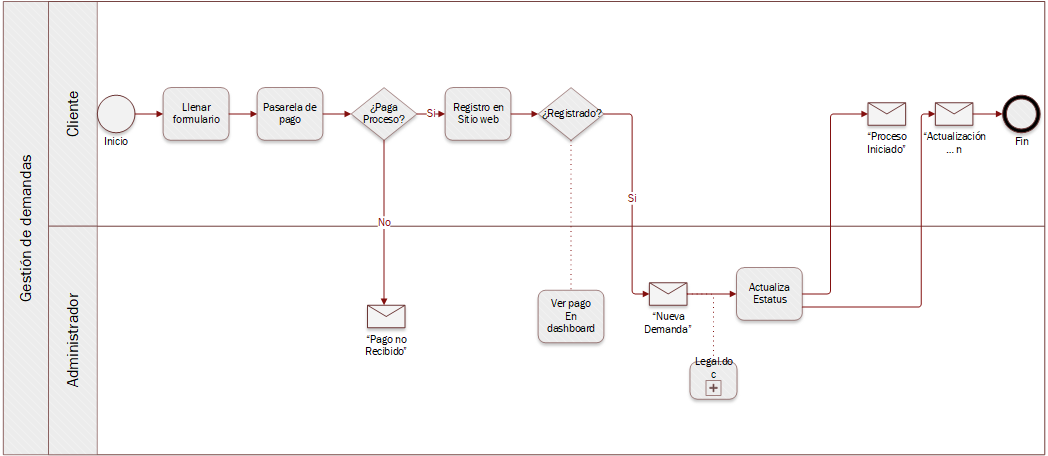 Gestión de demandas
Cliente
Inicio
Llenar
formulario
Pasarela de
pago
¿Paga
Proceso?
Si
Registro en
Sitio web
¿Registrado?
Si
"Proceso
Iniciado"
"Actualización
... n
Fin
No
Administrador
"Pago no
Recibido"
Ver pago
En
dashboard
"Nueva
Demanda"
Legal.do
c
Actualiza
Estatus